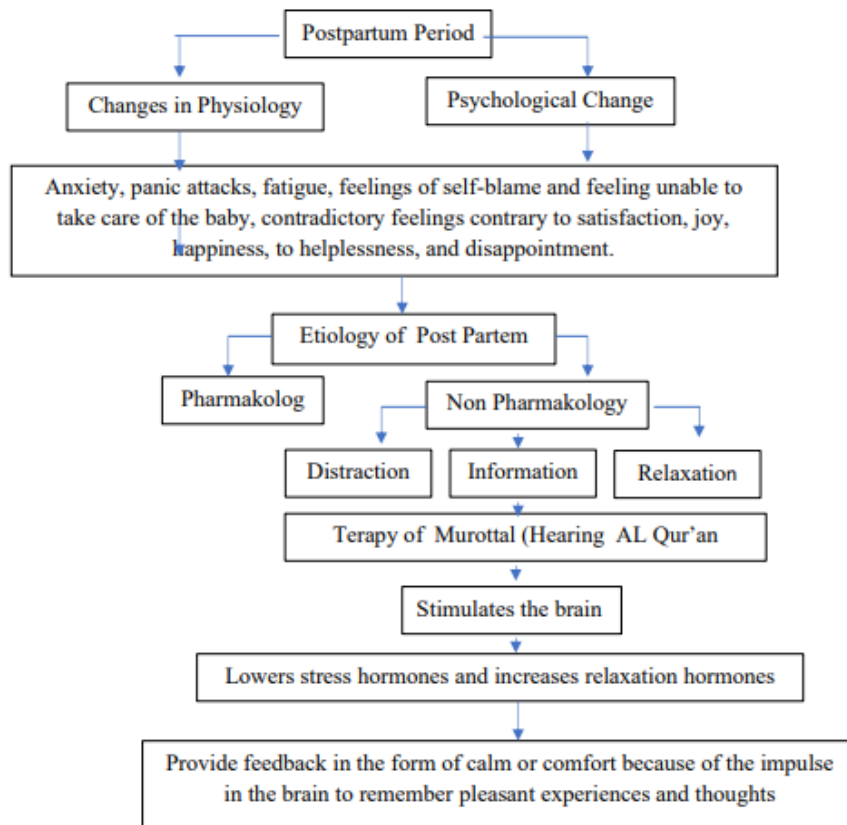 Postpartum Period
Changes in Physiology
Psychological Change
Anxiety, panic attacks, fatigue, feelings of self-blame and feeling unable to
take care of the baby, contradictory feelings contrary to satisfaction, joy,
happiness, to helplessness, and disappointment.
Etiology of Post Partem
Pharmakolog
Non Pharmakology
Distraction
Information
Relaxation
Terapy of Murottal (Hearing AL Qur'an
Stimulates the brain
Lowers stress hormones and increases relaxation hormones
Provide feedback in the form of calm or comfort because of the impulse
in the brain to remember pleasant experiences and thoughts